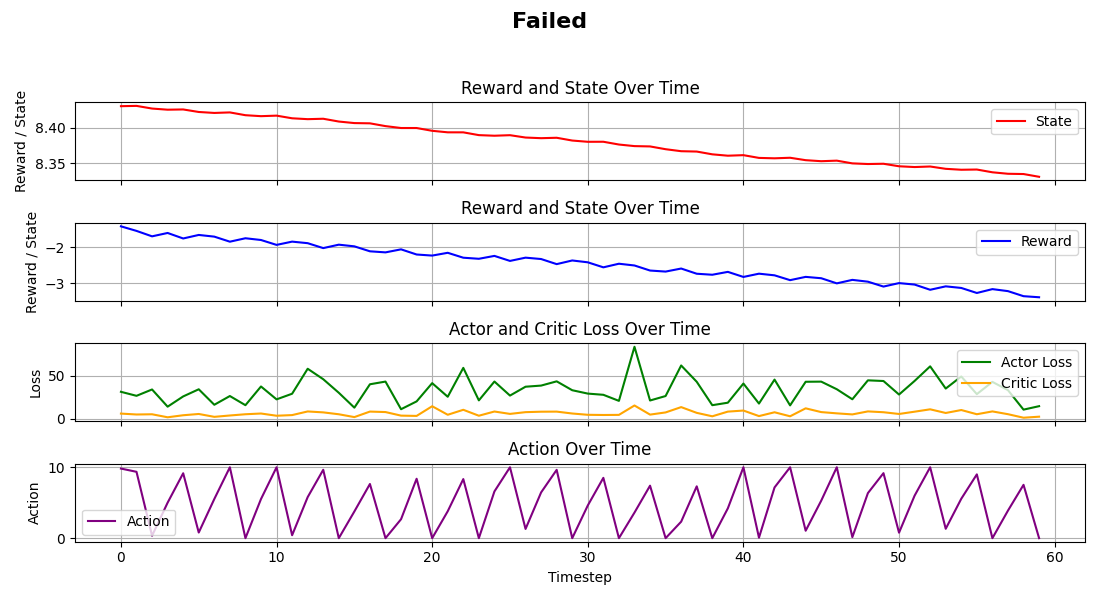 Failed
Reward and State Over Time
Reward / State
8.40
8.35
State
Reward and State Over Time
Reward / State
−2
−3
Reward
Actor and Critic Loss Over Time
Loss
50
0
Actor Loss
Critic Loss
Action Over Time
Action
10
0
Action
0 10 20 30 40 50 60
Timestep